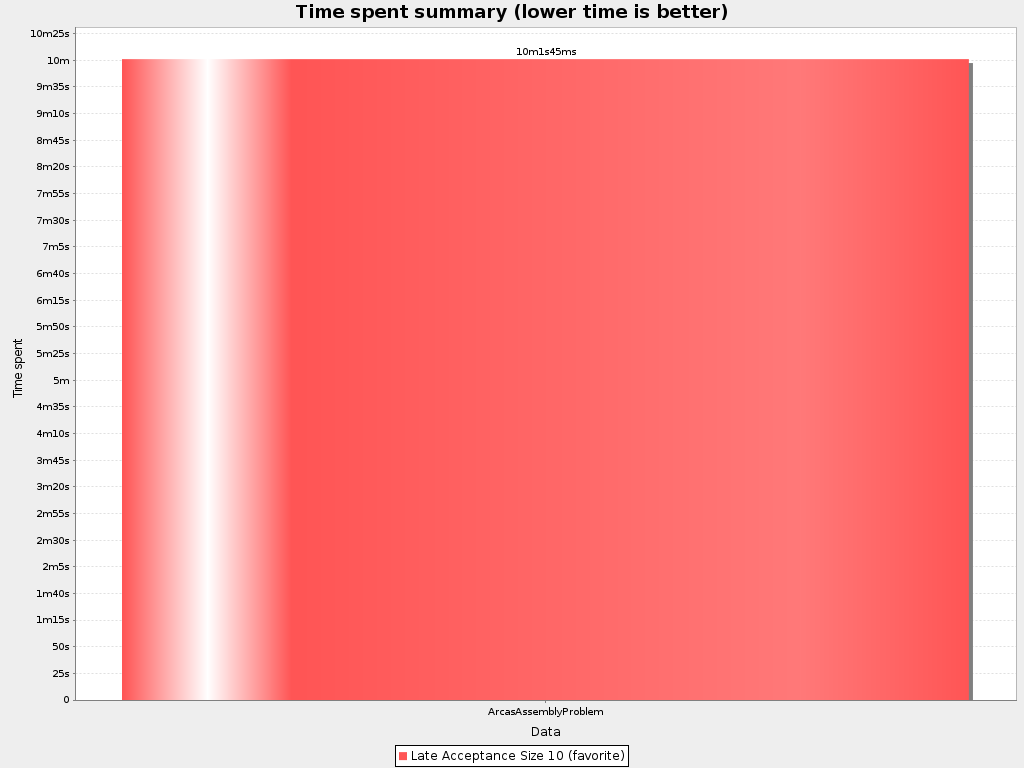 Time spent summary (lower time is better)
10m25s
10m
9m35s
9m10s
8m45s
8m20s
7m55s
7m30s
7m5s
6m40s
6m15s
5m50s
5m25s
5m
4m35s
4m10s
3m45s
3m20s
2m55s
2m30s
2m5s
1m40s
1m15s
50s
25s
0
Time spent
10m1s45ms
ArcasAssemblyProblem
Data
Late Acceptance Size 10 (favorite)